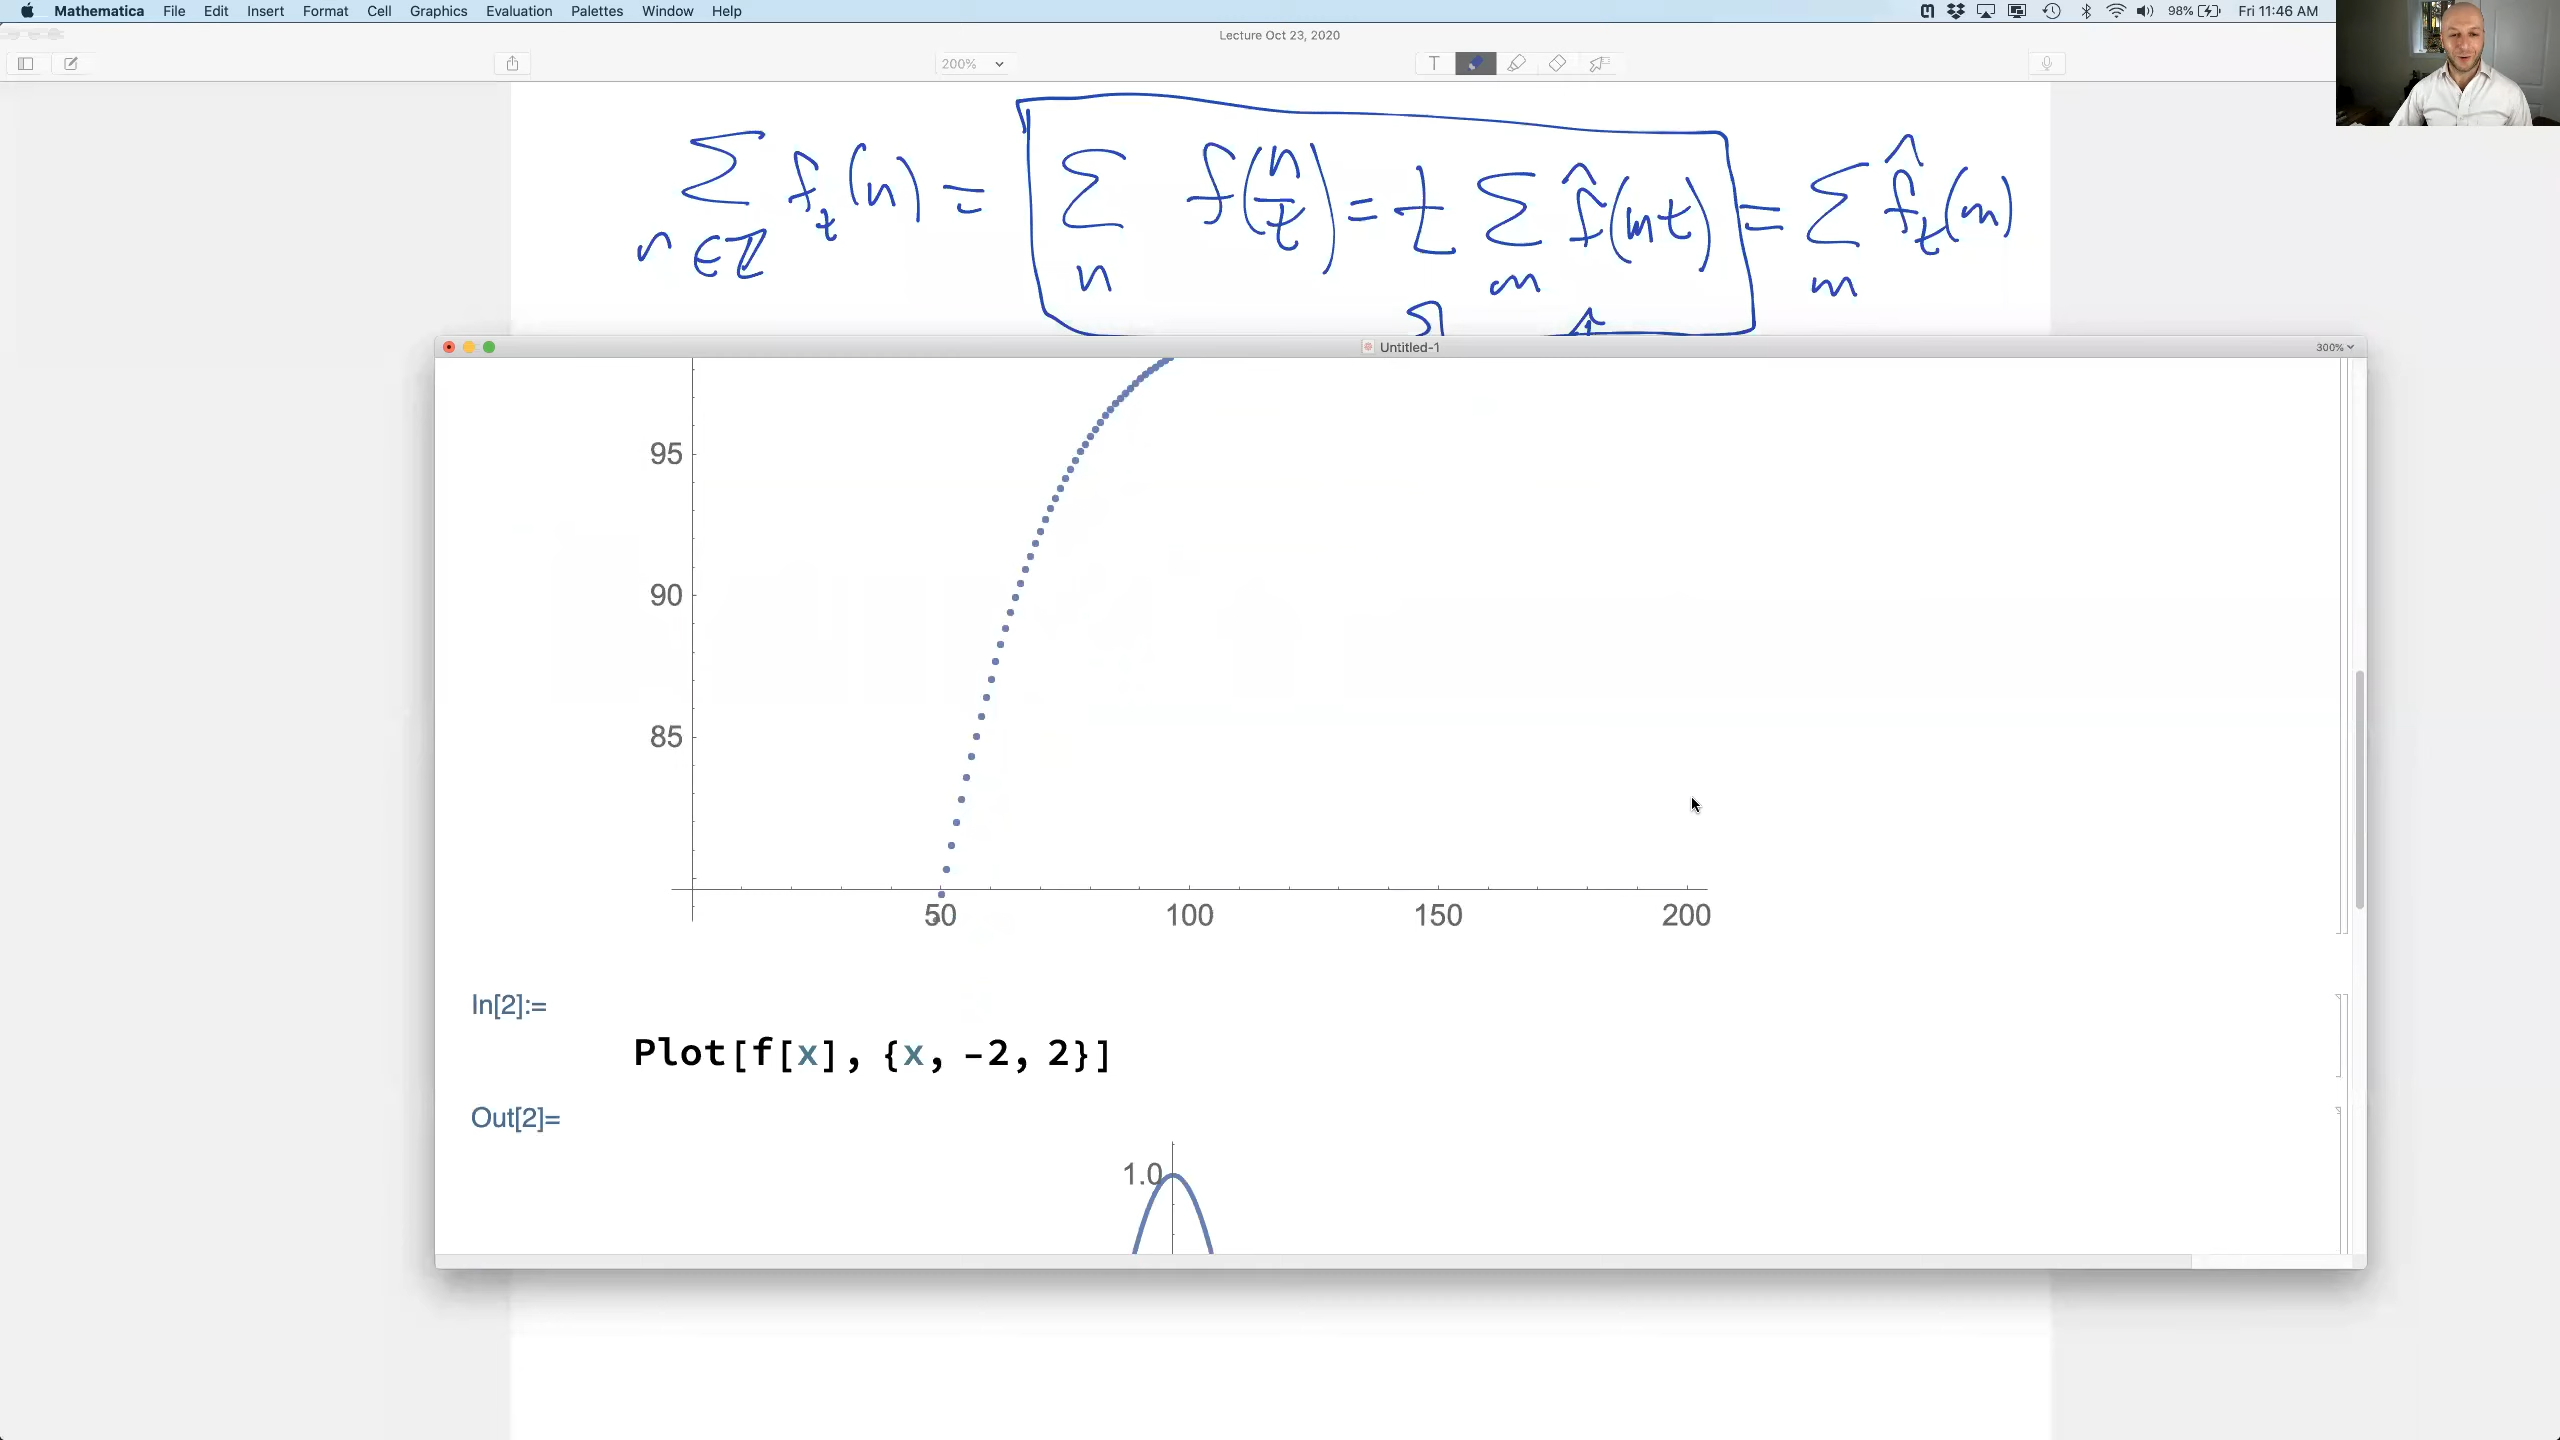 Mathematica File Edit Insert Format Cell Graphics Evaluation Palettes Window Help 98% Fri 11:46 AM
Lecture Oct 23, 2020
200% T
∑ f_t(n) = ∑ f(n/t) = 1/t ∑ f̂(mt) = ∑ f̂_t(m)
n∈ℤ n m m
Untitled-1 300%
95
90
85
50 100 150 200
In[2]:=
Plot[f[x], {x, -2, 2}]
Out[2]=
1.0